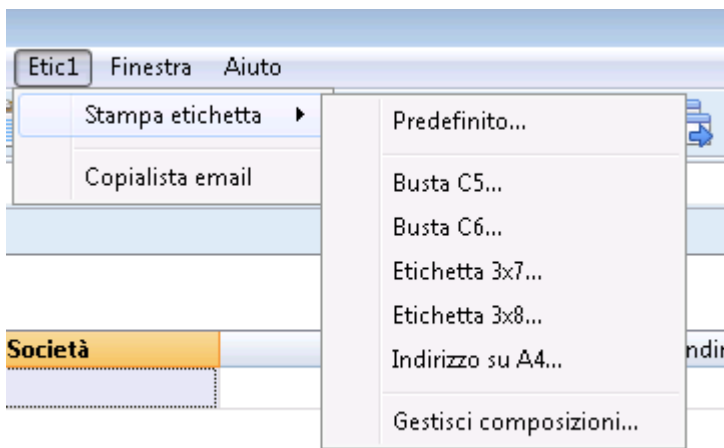 Etic1 Finestra Aiuto
Stampa etichetta
Copialista email
Predefinito...
Busta C5...
Busta C6...
Etichetta 3x7...
Etichetta 3x8...
Indirizzo su A4...
Gestisci composizioni...
Società
ndir